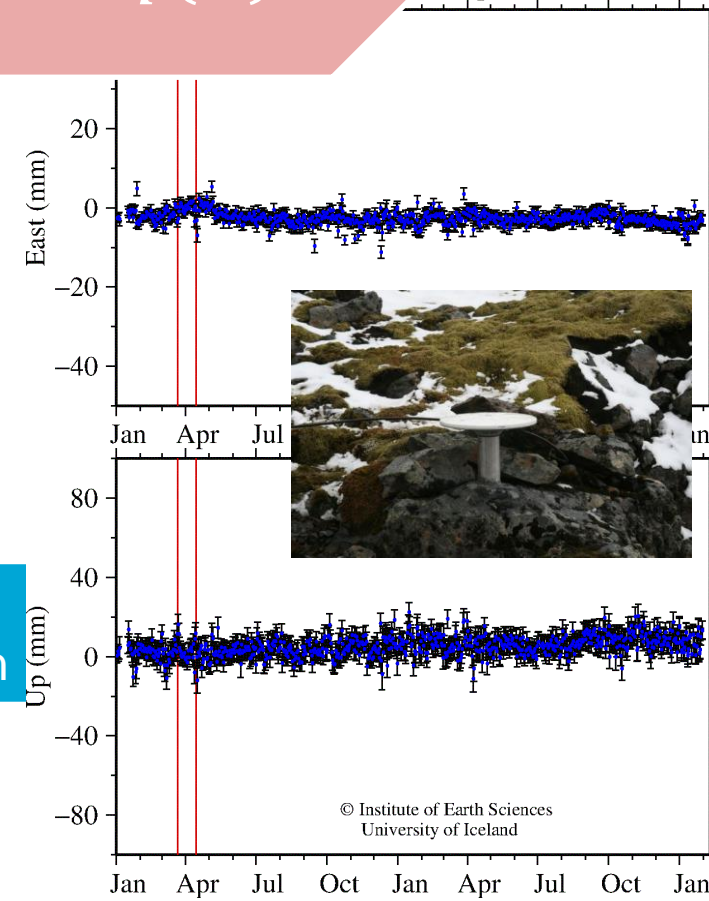 East (mm)
20
0
−20
−40
Jan Apr Jul
Up (mm)
80
40
0
−40
−80
© Institute of Earth Sciences
University of Iceland
Jan Apr Jul Oct Jan Apr Jul Oct Jan